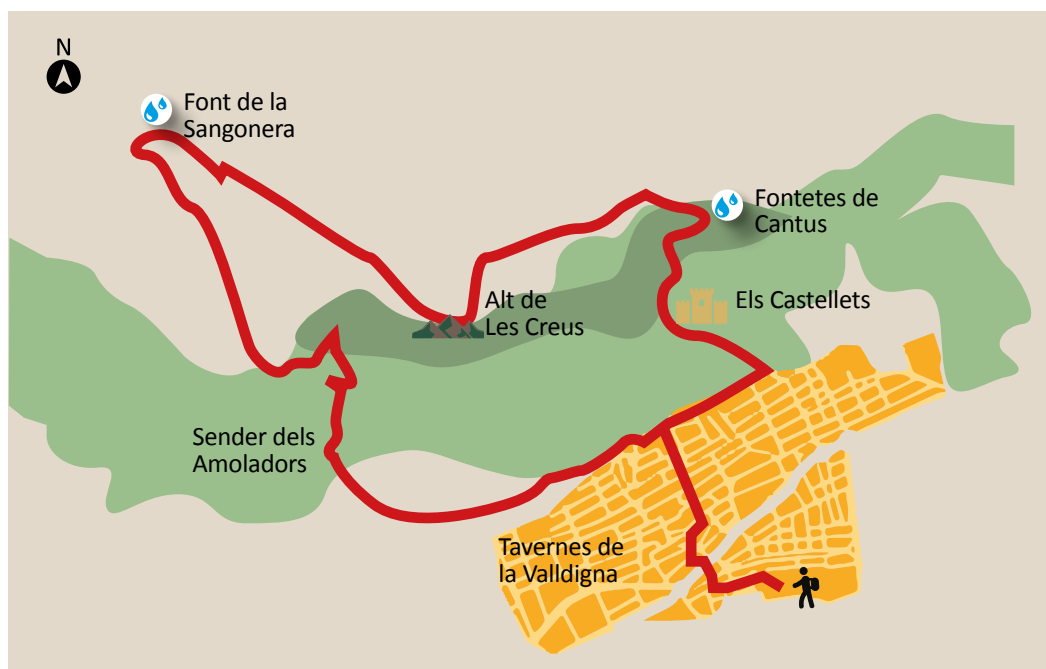 N
Font de la
Sangonera
Fontetes de
Cantus
Alt de
Les Creus
Els Castellets
Sender dels
Amoladors
Tavernes de
la Valldigna